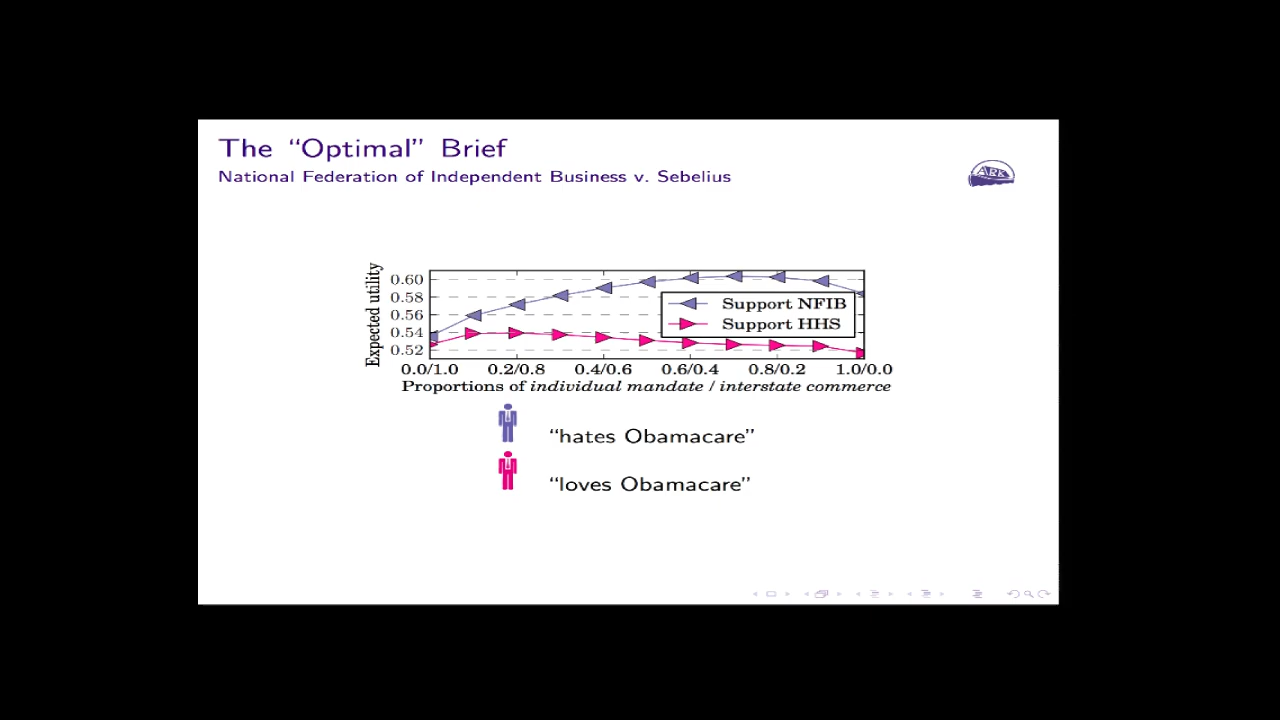 The “Optimal” Brief
National Federation of Independent Business v. Sebelius
ARK
Expected utility
0.60
0.58
0.56
0.54
0.52
Support NFIB
Support HHS
0.0/1.0 0.2/0.8 0.4/0.6 0.6/0.4 0.8/0.2 1.0/0.0
Proportions of individual mandate / interstate commerce
“hates Obamacare”
“loves Obamacare”